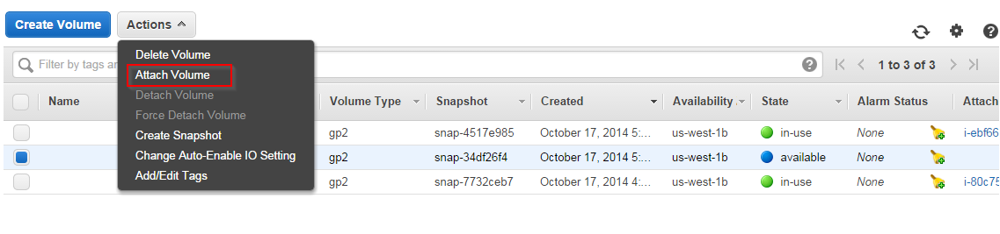 Create Volume Actions
Delete Volume
Filter by tags an 1 to 3 of 3
Attach Volume
Detach Volume
Name Volume Type Snapshot Created Availability State Alarm Status Attach
Force Detach Volume
Create Snapshot gp2 snap-4517e985 October 17, 2014 5:... us-west-1b in-use None i-ebf66
Change Auto-Enable IO Setting gp2 snap-34df26f4 October 17, 2014 5:... us-west-1b available None
Add/Edit Tags gp2 snap-7732ceb7 October 17, 2014 4:... us-west-1b in-use None i-80c75